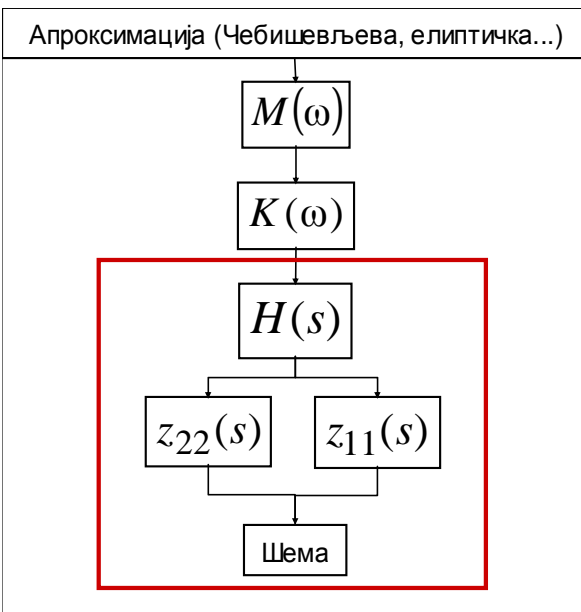 Апроксимација (Чебишевљева, елиптичка...)
M(ω)
K(ω)
H(s)
z₂₂(s) z₁₁(s)
Шема